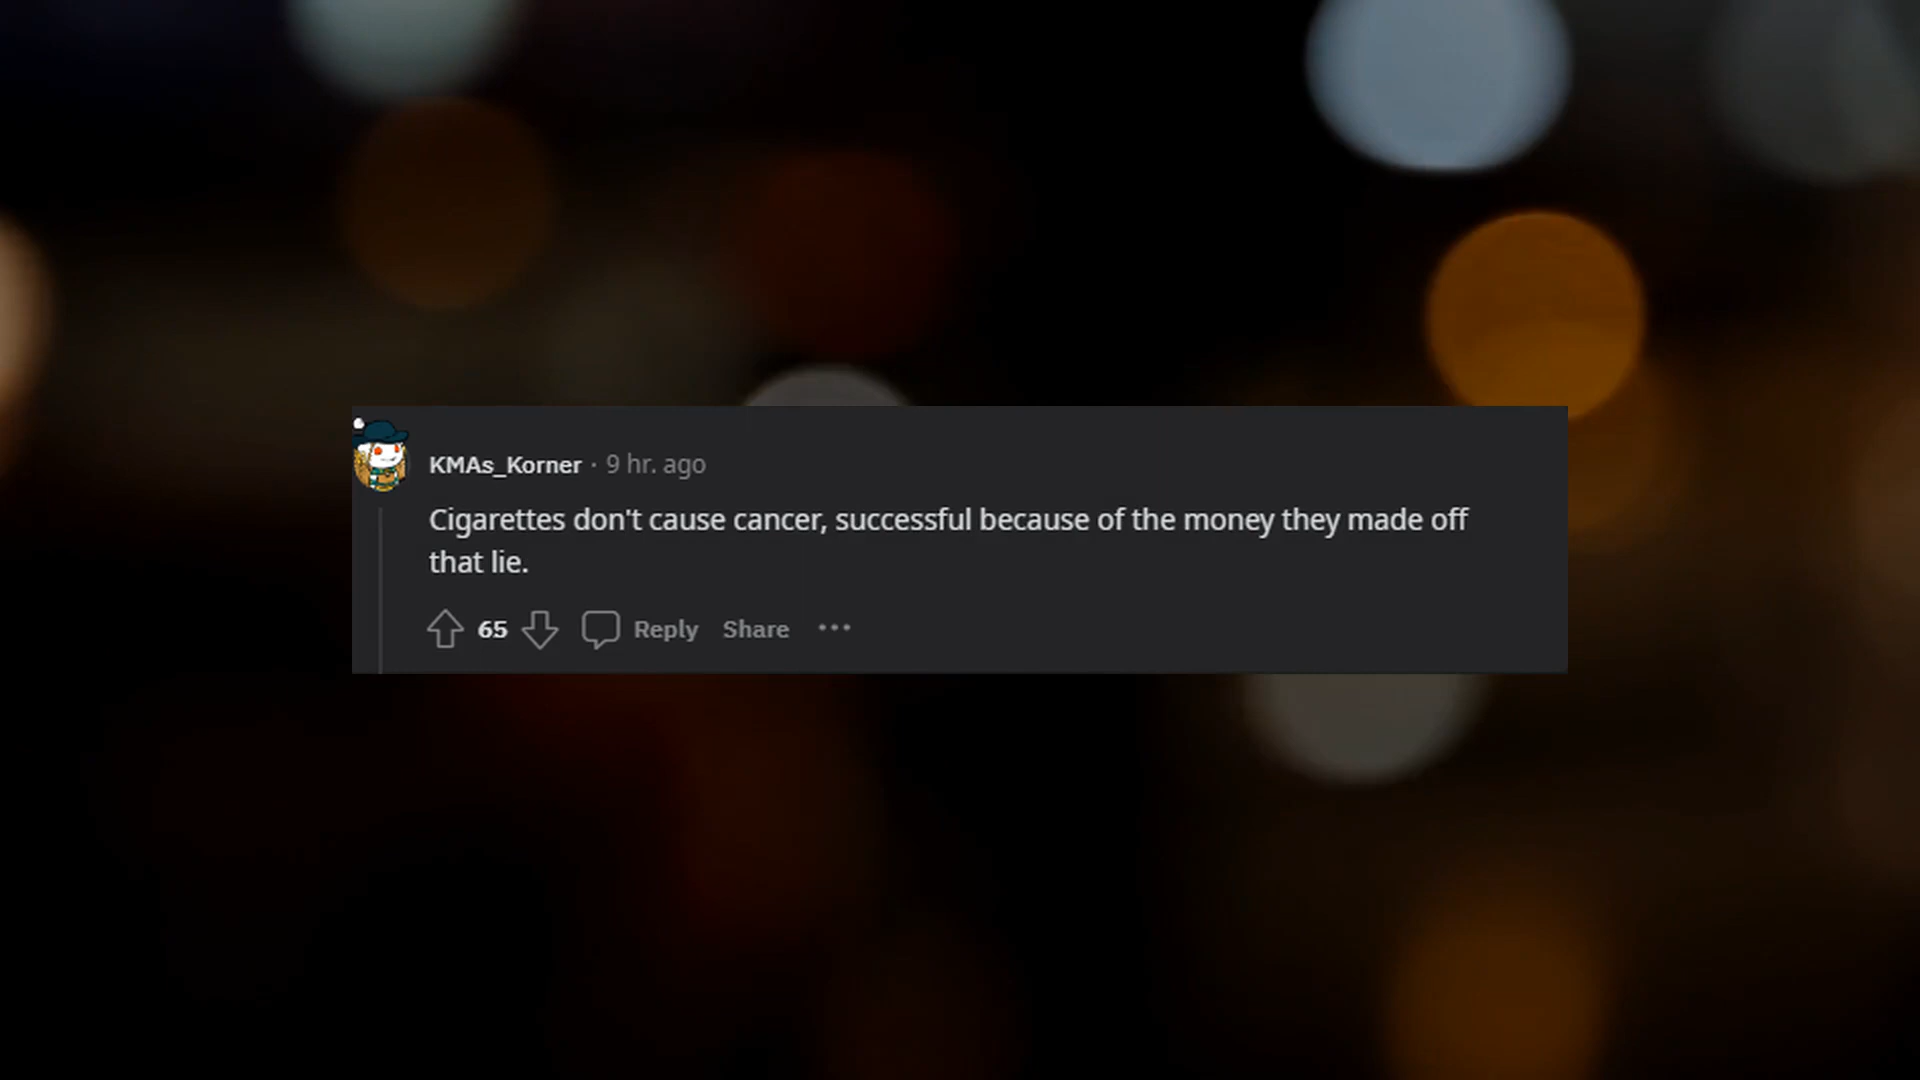 KMAs_Korner · 9 hr. ago
Cigarettes don't cause cancer, successful because of the money they made off
that lie.
65 Reply Share ···